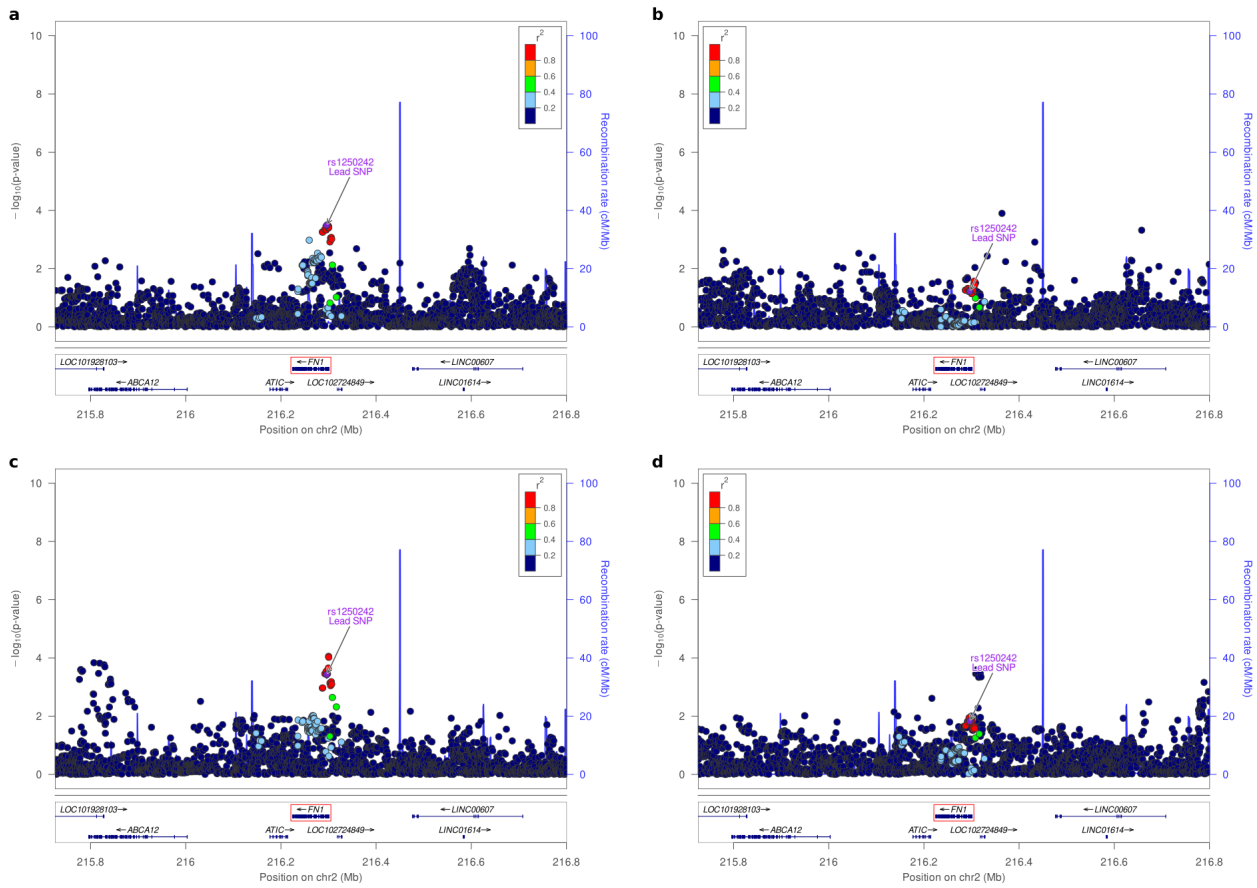 a
10
8
6
4
2
0
− log10(p-value)
100
80
60
40
20
0
Recombination rate (cM/Mb)
r2
0.8
0.6
0.4
0.2
rs1250242
Lead SNP
LOC101928103
FN1
LINC00607
ABCA12
ATIC
LOC102724849
LINC01614
215.8
216
216.2
216.4
216.6
216.8
Position on chr2 (Mb)
b
10
8
6
4
2
0
− log10(p-value)
100
80
60
40
20
0
Recombination rate (cM/Mb)
r2
0.8
0.6
0.4
0.2
rs1250242
Lead SNP
LOC101928103
FN1
LINC00607
ABCA12
ATIC
LOC102724849
LINC01614
215.8
216
216.2
216.4
216.6
216.8
Position on chr2 (Mb)
c
10
8
6
4
2
0
− log10(p-value)
100
80
60
40
20
0
Recombination rate (cM/Mb)
r2
0.8
0.6
0.4
0.2
rs1250242
Lead SNP
LOC101928103
FN1
LINC00607
ABCA12
ATIC
LOC102724849
LINC01614
215.8
216
216.2
216.4
216.6
216.8
Position on chr2 (Mb)
d
10
8
6
4
2
0
− log10(p-value)
100
80
60
40
20
0
Recombination rate (cM/Mb)
r2
0.8
0.6
0.4
0.2
rs1250242
Lead SNP
LOC101928103
FN1
LINC00607
ABCA12
ATIC
LOC102724849
LINC01614
215.8
216
216.2
216.4
216.6
216.8
Position on chr2 (Mb)